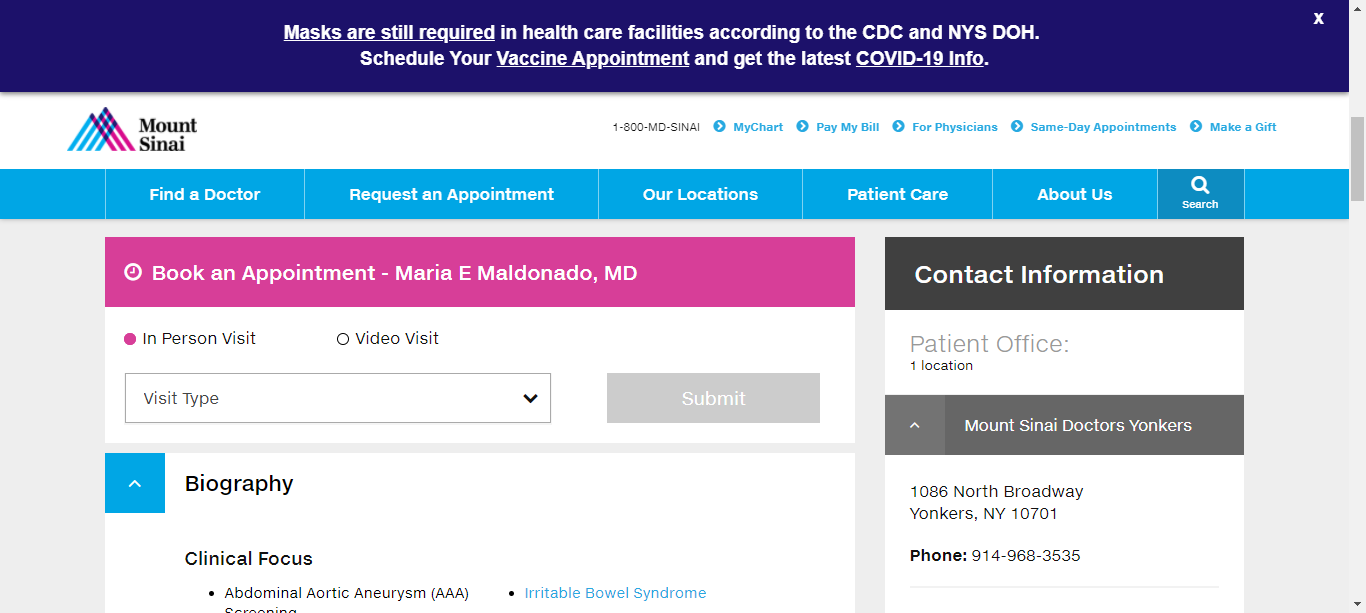 Masks are still required in health care facilities according to the CDC and NYS DOH.
Schedule Your Vaccine Appointment and get the latest COVID-19 Info.
X
Mount
Sinai
1-800-MD-SINAI MyChart Pay My Bill For Physicians Same-Day Appointments Make a Gift
Find a Doctor Request an Appointment Our Locations Patient Care About Us Search
Book an Appointment - Maria E Maldonado, MD
In Person Visit Video Visit
Visit Type Submit
Biography
Clinical Focus
• Abdominal Aortic Aneurysm (AAA)
Screening
• Irritable Bowel Syndrome
Contact Information
Patient Office:
1 location
Mount Sinai Doctors Yonkers
1086 North Broadway
Yonkers, NY 10701
Phone: 914-968-3535